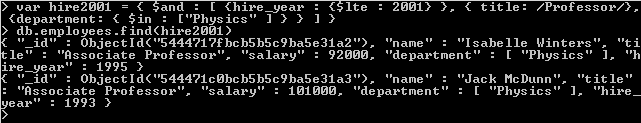 > var hire2001 = { $and : [ {hire_year : {$lte : 2001} }, { title: /Professor/},
{department: { $in : ["Physics" ] } } ] }
> db.employees.find(hire2001)
{ "_id" : ObjectId("544471?fbcb5b5c9ba5e31a2"), "name" : "Isabelle Winters", "ti
tle" : "Associate Professor", "salary" : 92000, "department" : [ "Physics" ], "h
ire_year" : 1995 }
{ "_id" : ObjectId("544471c0bcb5b5c9ba5e31a3"), "name" : "Jack McDunn", "title"
: "Associate Professor", "salary" : 101000, "department" : [ "Physics" ], "hire_
year" : 1993 }
>